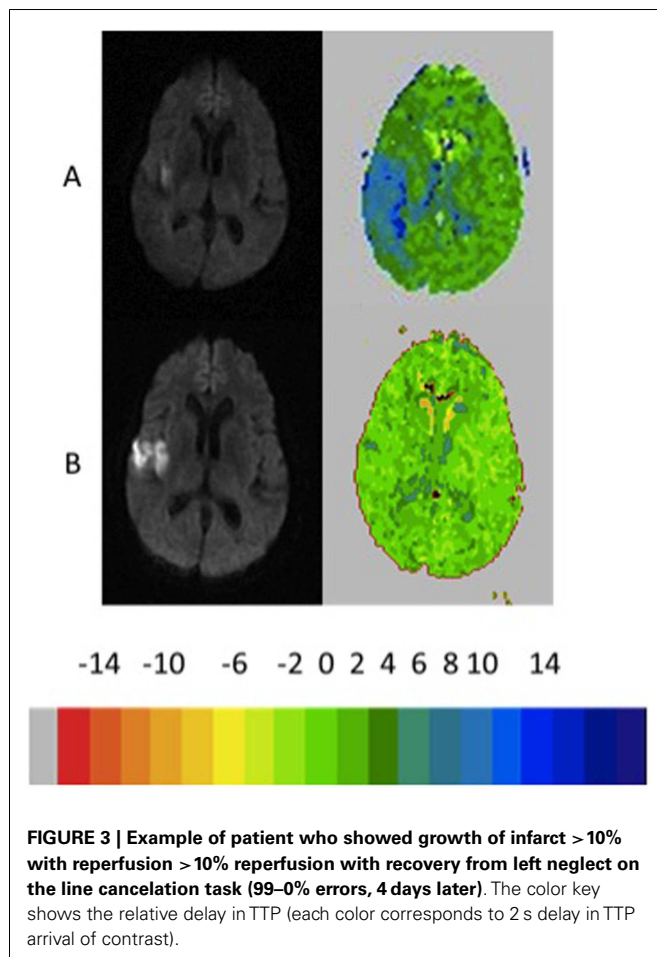 A
B
-14 -10 -6 -2 0 2 4 6 8 10 14
FIGURE 3 | Example of patient who showed growth of infarct > 10%
with reperfusion > 10% reperfusion with recovery from left neglect on
the line cancelation task (99–0% errors, 4 days later). The color key
shows the relative delay in TTP (each color corresponds to 2 s delay in TTP
arrival of contrast).